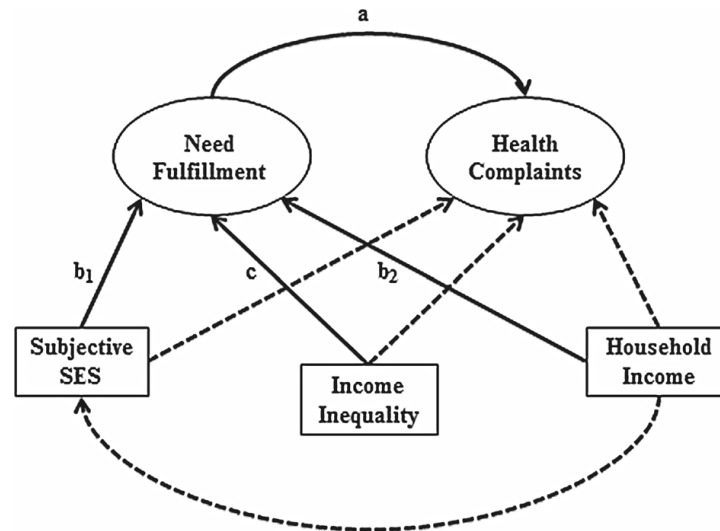 a
Need
Fulfillment
Health
Complaints
b1
c
b2
Subjective
SES
Income
Inequality
Household
Income